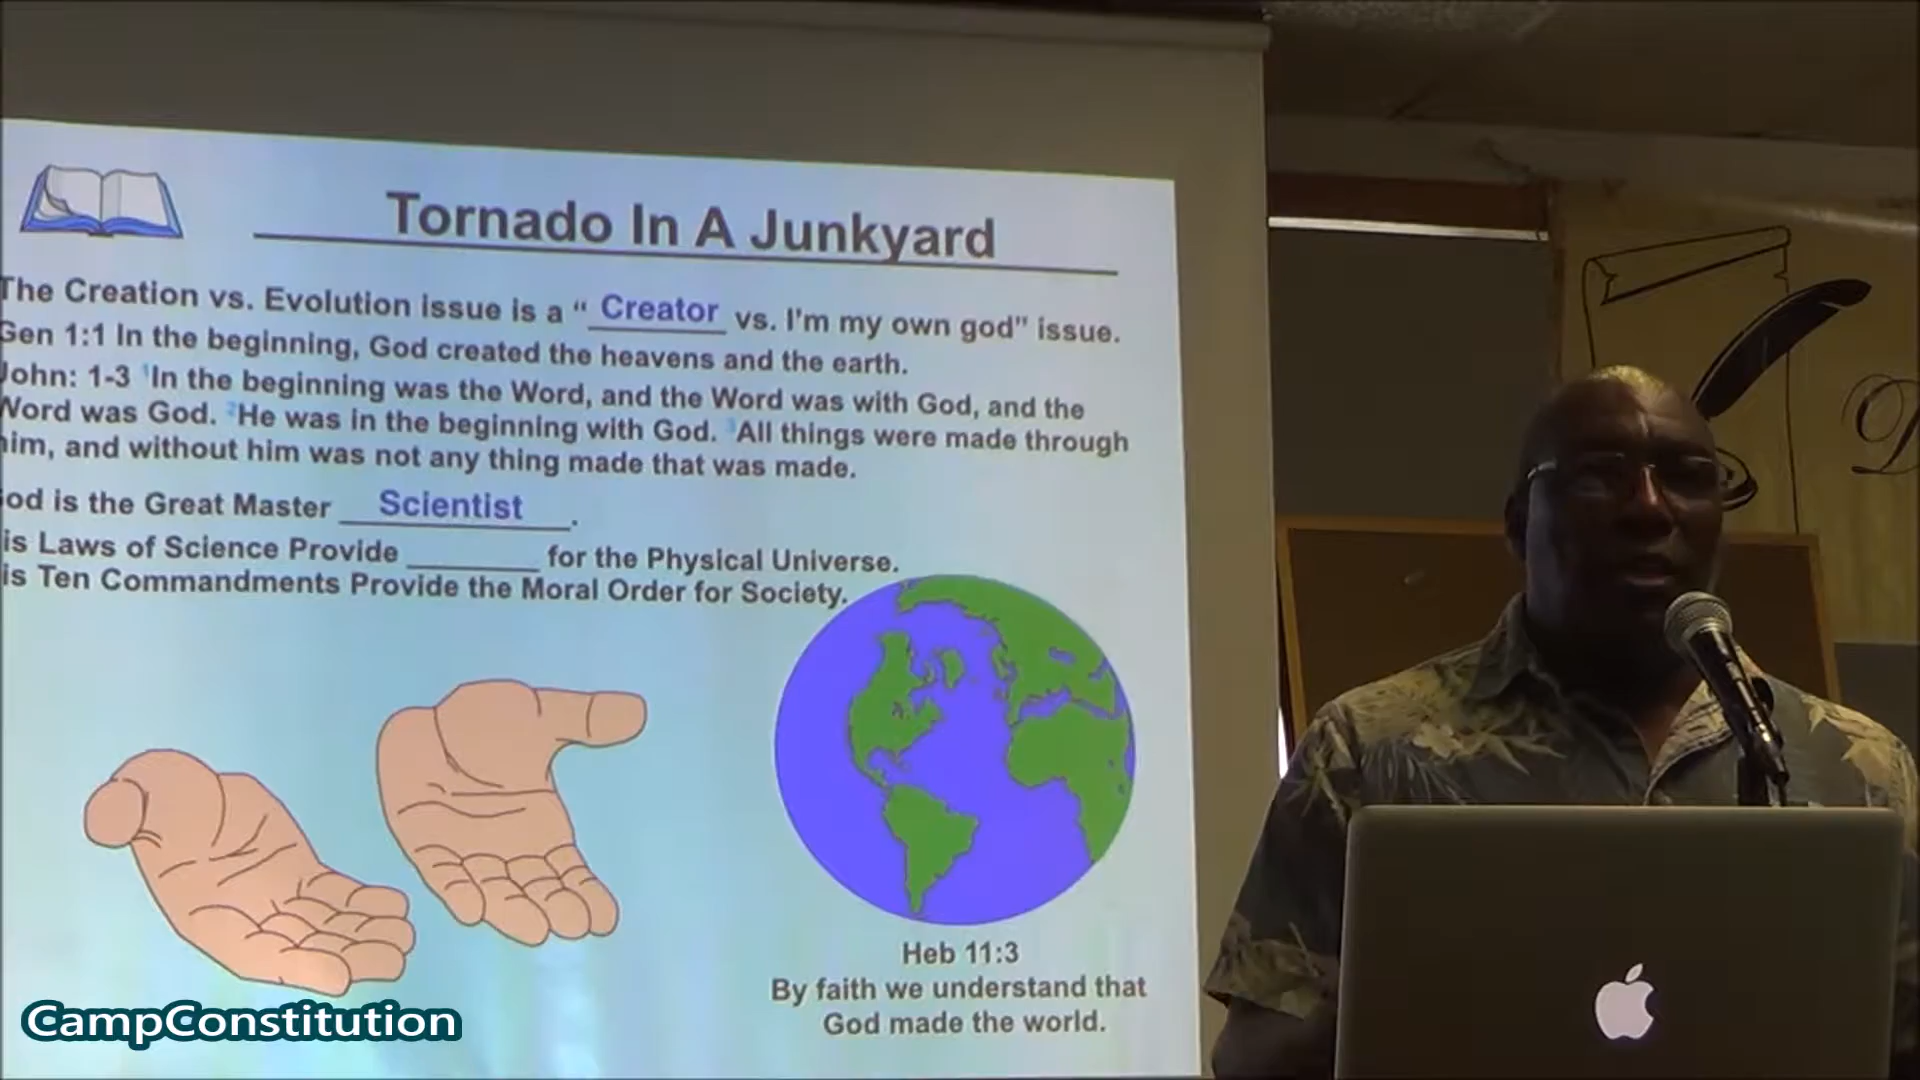 Tornado In A Junkyard
The Creation vs. Evolution issue is a “ Creator vs. I'm my own god” issue.
Gen 1:1 In the beginning, God created the heavens and the earth.
John: 1-3 1In the beginning was the Word, and the Word was with God, and the
Word was God. 2He was in the beginning with God. 3All things were made through
him, and without him was not any thing made that was made.
od is the Great Master Scientist.
is Laws of Science Provide ________ for the Physical Universe.
is Ten Commandments Provide the Moral Order for Society.
Heb 11:3
By faith we understand that
God made the world.
CampConstitution
D